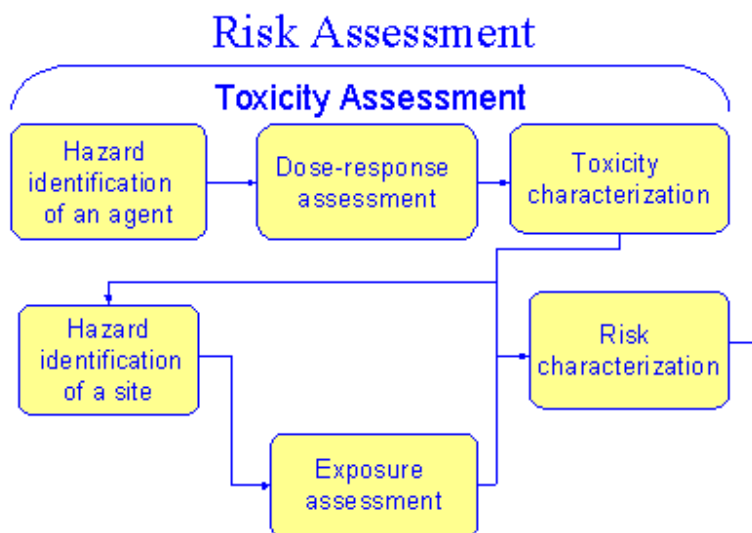 Risk Assessment
Toxicity Assessment
Hazard
identification
of an agent
Dose-response
assessment
Toxicity
characterization
Hazard
identification
of a site
Risk
characterization
Exposure
assessment